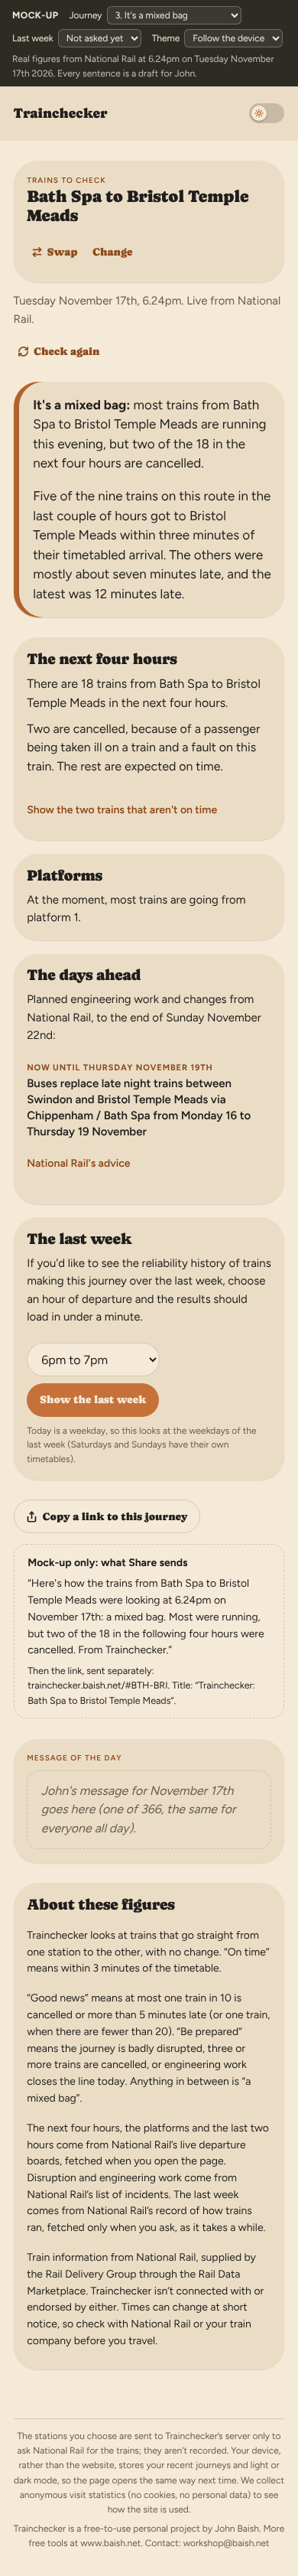 MOCK-UP Journey 3. It's a mixed bag
Last week Not asked yet Theme Follow the device
Real figures from National Rail at 6.24pm on Tuesday November
17th 2026. Every sentence is a draft for John.
Trainchecker
TRAINS TO CHECK
Bath Spa to Bristol Temple
Meads
Swap Change
Tuesday November 17th, 6.24pm. Live from National
Rail.
Check again
It's a mixed bag: most trains from Bath
Spa to Bristol Temple Meads are running
this evening, but two of the 18 in the
next four hours are cancelled.
Five of the nine trains on this route in the
last couple of hours got to Bristol
Temple Meads within three minutes of
their timetabled arrival. The others were
mostly about seven minutes late, and the
latest was 12 minutes late.
The next four hours
There are 18 trains from Bath Spa to Bristol
Temple Meads in the next four hours.
Two are cancelled, because of a passenger
being taken ill on a train and a fault on this
train. The rest are expected on time.
Show the two trains that aren't on time
Platforms
At the moment, most trains are going from
platform 1.
The days ahead
Planned engineering work and changes from
National Rail, to the end of Sunday November
22nd:
NOW UNTIL THURSDAY NOVEMBER 19TH
Buses replace late night trains between
Swindon and Bristol Temple Meads via
Chippenham / Bath Spa from Monday 16 to
Thursday 19 November
National Rail's advice
The last week
If you'd like to see the reliability history of trains
making this journey over the last week, choose
an hour of departure and the results should
load in under a minute.
6pm to 7pm
Show the last week
Today is a weekday, so this looks at the weekdays of the
last week (Saturdays and Sundays have their own
timetables).
Copy a link to this journey
Mock-up only: what Share sends
“Here's how the trains from Bath Spa to Bristol
Temple Meads were looking at 6.24pm on
November 17th: a mixed bag. Most were running,
but two of the 18 in the following four hours were
cancelled. From Trainchecker.”
Then the link, sent separately:
trainchecker.baish.net/#BTH-BRI. Title: “Trainchecker:
Bath Spa to Bristol Temple Meads”.
MESSAGE OF THE DAY
John's message for November 17th
goes here (one of 366, the same for
everyone all day).
About these figures
Trainchecker looks at trains that go straight from
one station to the other, with no change. “On time”
means within 3 minutes of the timetable.
“Good news” means at most one train in 10 is
cancelled or more than 5 minutes late (or one train,
when there are fewer than 20). “Be prepared”
means the journey is badly disrupted, three or
more trains are cancelled, or engineering work
closes the line today. Anything in between is “a
mixed bag”.
The next four hours, the platforms and the last two
hours come from National Rail's live departure
boards, fetched when you open the page.
Disruption and engineering work come from
National Rail's list of incidents. The last week
comes from National Rail's record of how trains
ran, fetched only when you ask, as it takes a while.
Train information from National Rail, supplied by
the Rail Delivery Group through the Rail Data
Marketplace. Trainchecker isn't connected with or
endorsed by either. Times can change at short
notice, so check with National Rail or your train
company before you travel.
The stations you choose are sent to Trainchecker's server only to
ask National Rail for the trains; they aren't recorded. Your device,
rather than the website, stores your recent journeys and light or
dark mode, so the page opens the same way next time. We collect
anonymous visit statistics (no cookies, no personal data) to see
how the site is used.
Trainchecker is a free-to-use personal project by John Baish. More
free tools at www.baish.net. Contact: workshop@baish.net